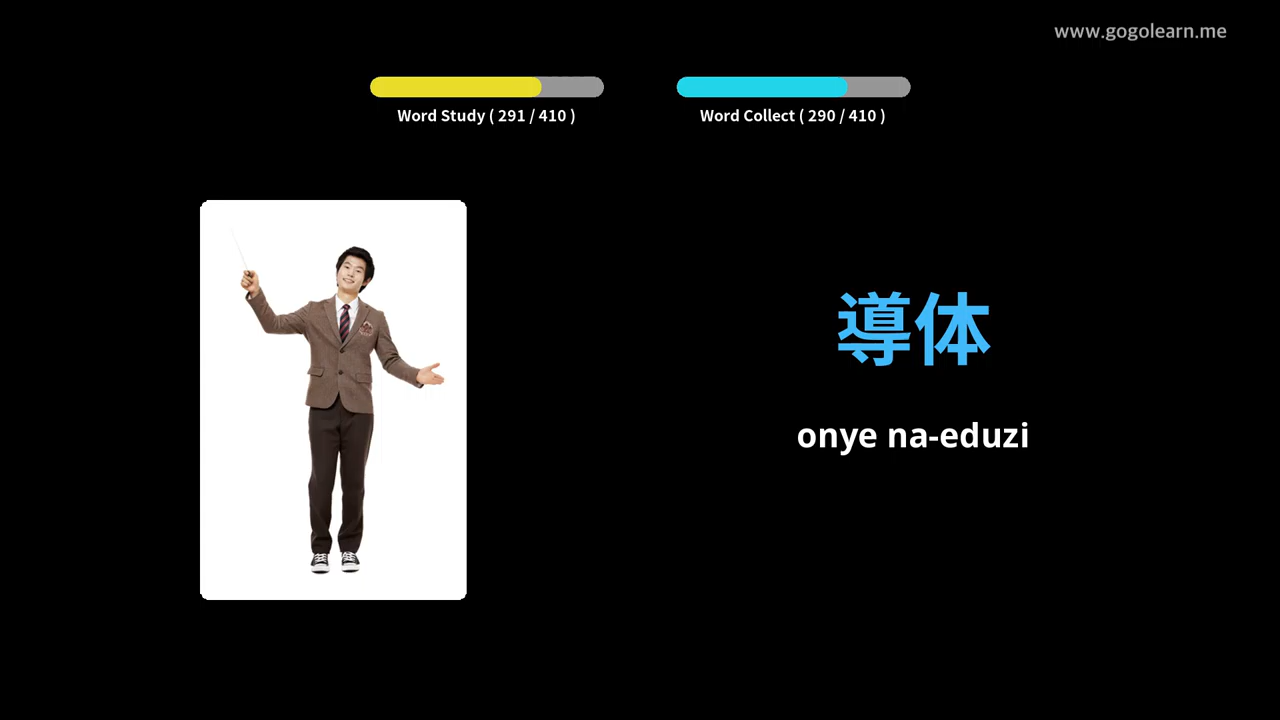 www.gogolearn.me
Word Study ( 291 / 410 )
Word Collect ( 290 / 410 )
導体
onye na-eduzi